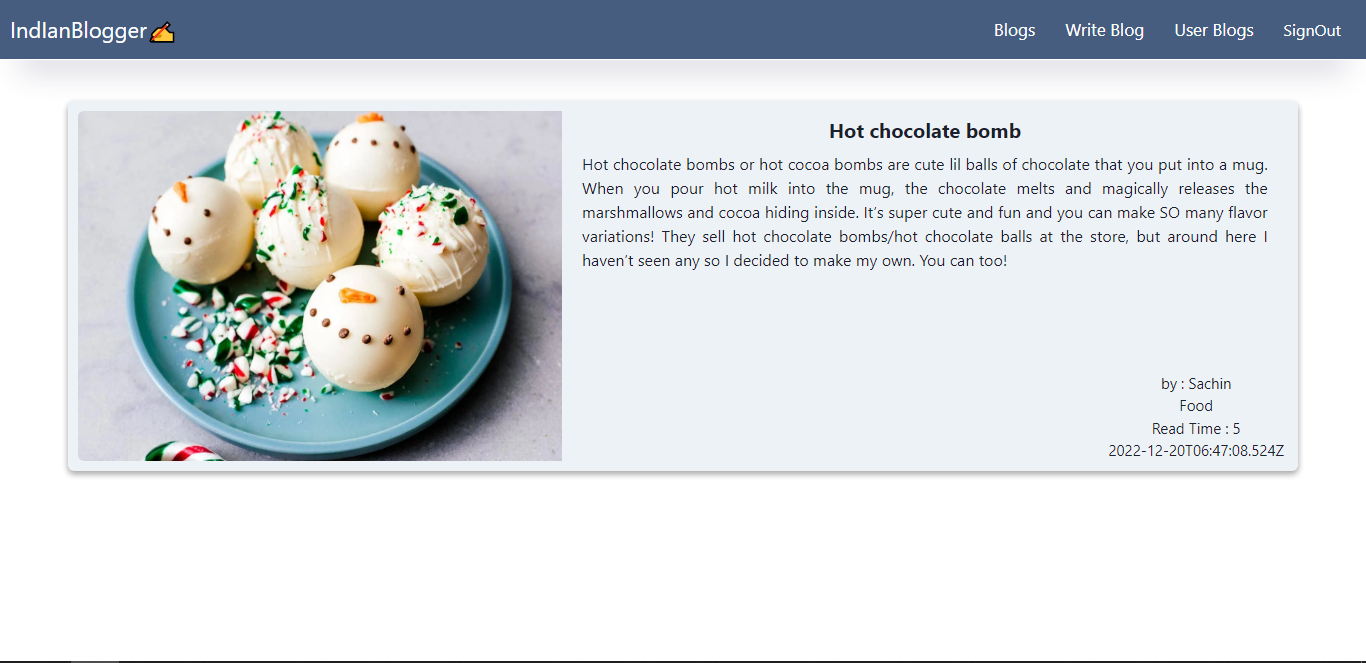 IndIanBlogger✍
Blogs
Write Blog
User Blogs
SignOut
Hot chocolate bomb
Hot chocolate bombs or hot cocoa bombs are cute lil balls of chocolate that you put into a mug.
When you pour hot milk into the mug, the chocolate melts and magically releases the
marshmallows and cocoa hiding inside. It’s super cute and fun and you can make SO many flavor
variations! They sell hot chocolate bombs/hot chocolate balls at the store, but around here I
haven’t seen any so I decided to make my own. You can too!
by : Sachin
Food
Read Time : 5
2022-12-20T06:47:08.524Z